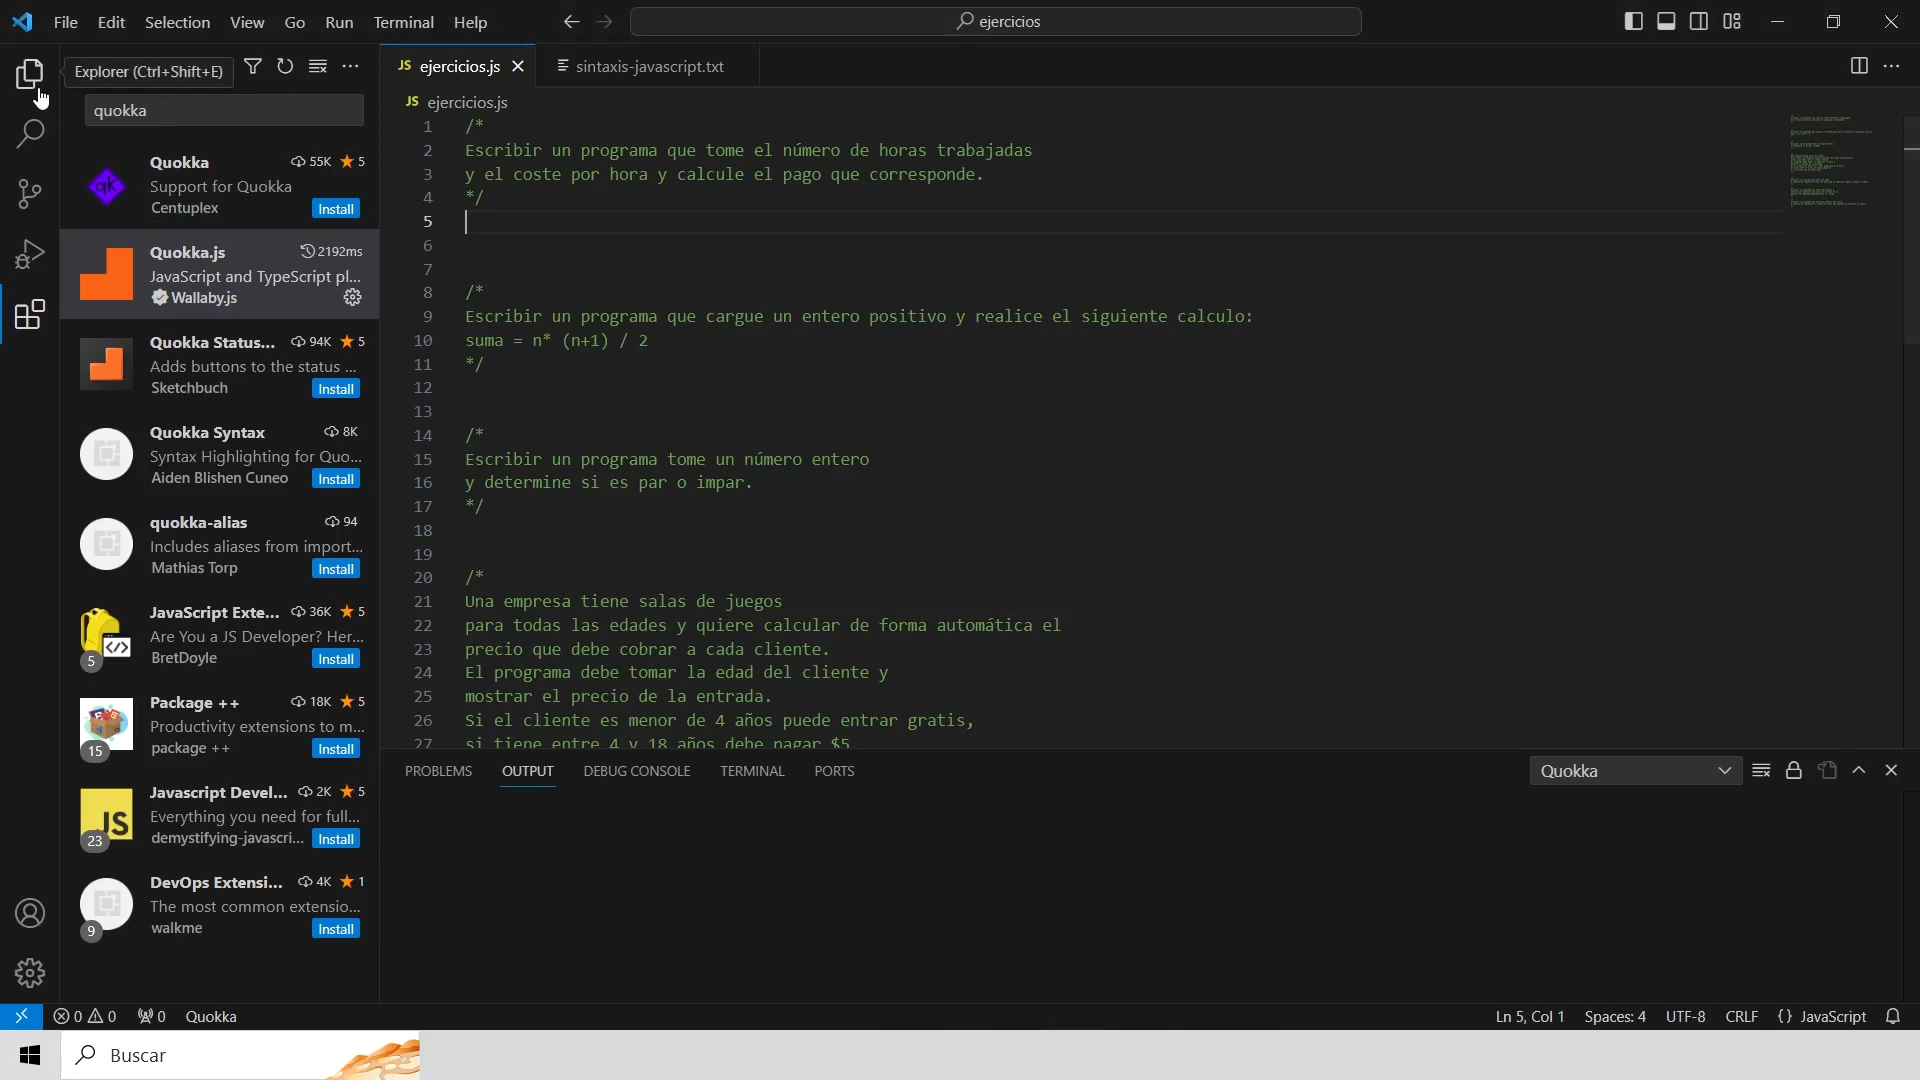 File Edit Selection View Go Run Terminal Help
ejercicios
Explorer (Ctrl+Shift+E)
quokka
Quokka 55K 5
Support for Quokka
Centuplex Install
Quokka.js 2192ms
JavaScript and TypeScript pl...
Wallaby.js
Quokka Status... 94K 5
Adds buttons to the status ...
Sketchbuch Install
Quokka Syntax 8K
Syntax Highlighting for Quo...
Aiden Blishen Cuneo Install
quokka-alias 94
Includes aliases from import...
Mathias Torp Install
JavaScript Exte... 36K 5
Are You a JS Developer? Her...
5 BretDoyle Install
Package ++ 18K 5
Productivity extensions to m...
15 package ++ Install
Javascript Devel... 2K 5
Everything you need for full...
JS
23 demystifying-javascri... Install
DevOps Extensi... 4K 1
The most common extensio...
9 walkme Install
JS ejercicios.js sintaxis-javascript.txt
JS ejercicios.js
1 /*
2 Escribir un programa que tome el número de horas trabajadas
3 y el coste por hora y calcule el pago que corresponde.
4 */
5
6
7
8 /*
9 Escribir un programa que cargue un entero positivo y realice el siguiente calculo:
10 suma = n* (n+1) / 2
11 */
12
13
14 /*
15 Escribir un programa tome un número entero
16 y determine si es par o impar.
17 */
18
19
20 /*
21 Una empresa tiene salas de juegos
22 para todas las edades y quiere calcular de forma automática el
23 precio que debe cobrar a cada cliente.
24 El programa debe tomar la edad del cliente y
25 mostrar el precio de la entrada.
26 Si el cliente es menor de 4 años puede entrar gratis,
27 si tiene entre 4 y 18 años debe pagar $5
PROBLEMS OUTPUT DEBUG CONSOLE TERMINAL PORTS Quokka
0 0 0 Quokka Ln 5, Col 1 Spaces: 4 UTF-8 CRLF {} JavaScript
Buscar